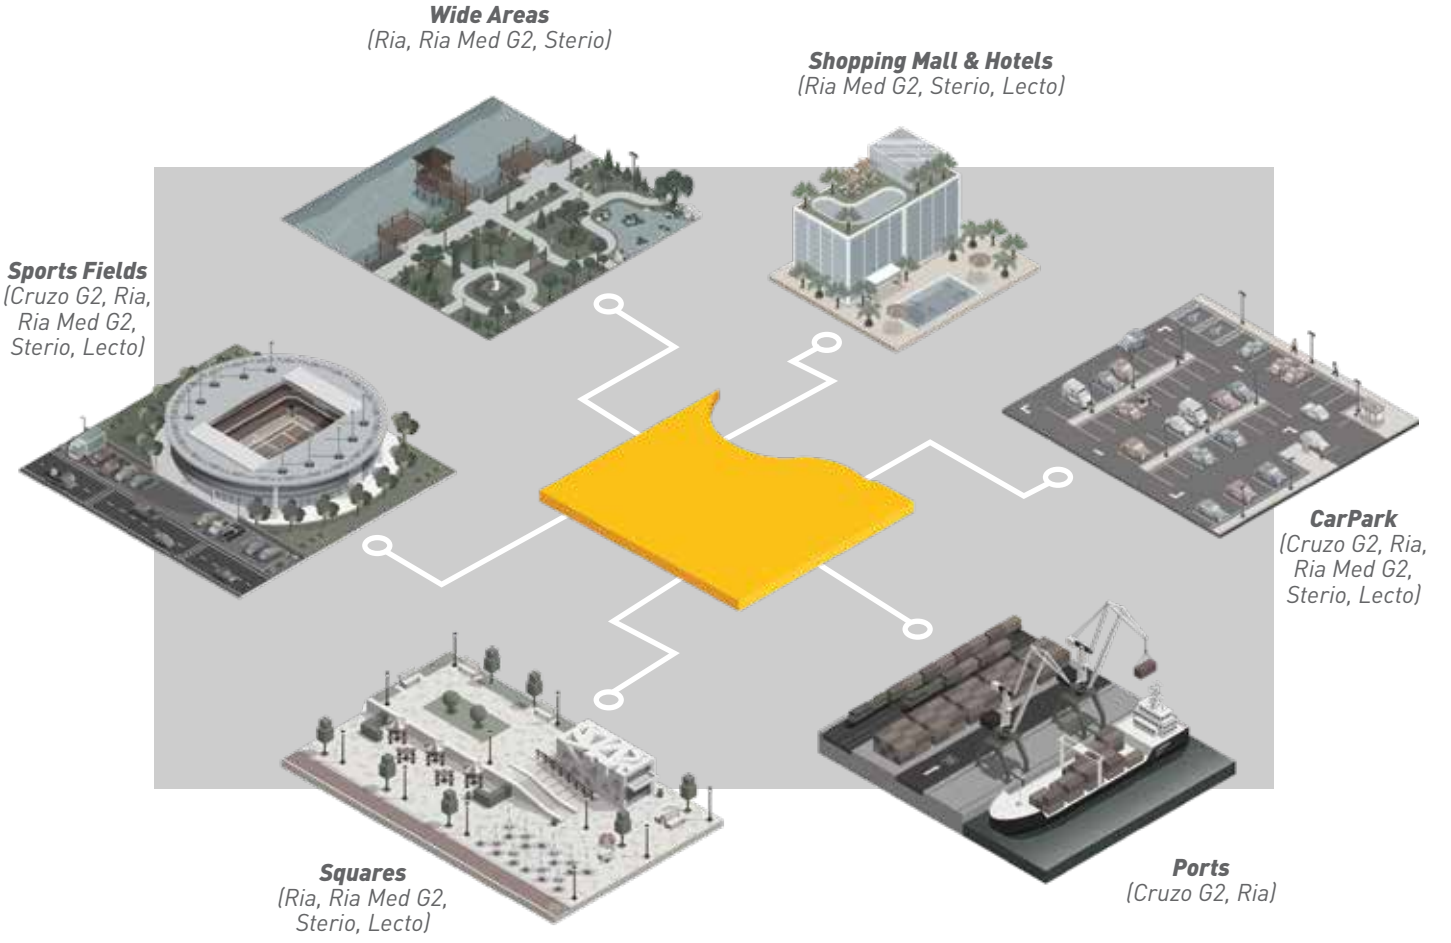 Wide Areas
(Ria, Ria Med G2, Sterio)
Shopping Mall & Hotels
(Ria Med G2, Sterio, Lecto)
Sports Fields
(Cruzo G2, Ria,
Ria Med G2,
Sterio, Lecto)
CarPark
(Cruzo G2, Ria,
Ria Med G2,
Sterio, Lecto)
Squares
(Ria, Ria Med G2,
Sterio, Lecto)
Ports
(Cruzo G2, Ria)